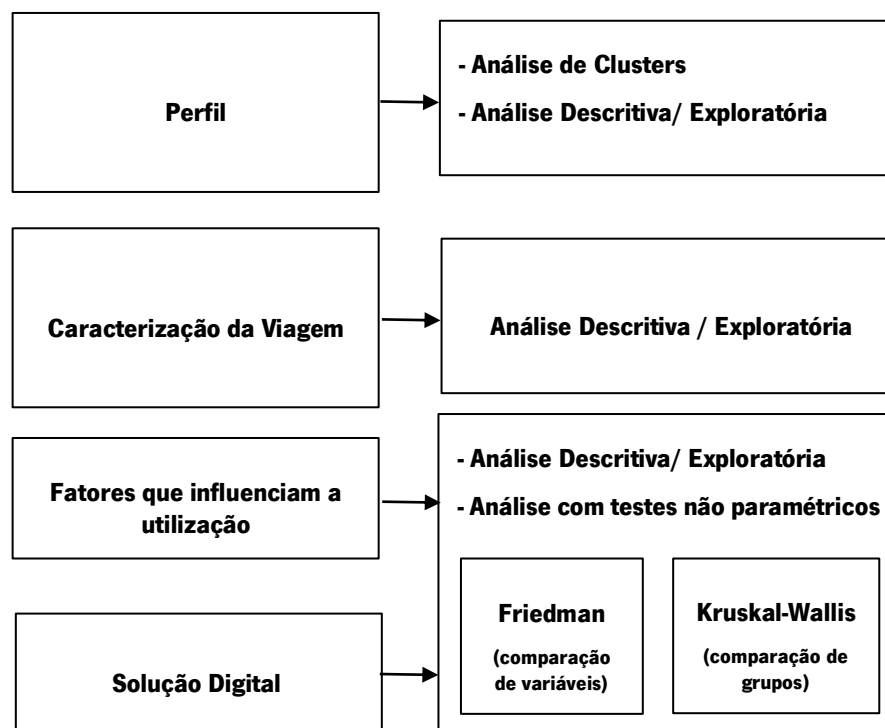 Perfil
- Análise de Clusters
- Análise Descritiva/ Exploratória
Caracterização da Viagem
Análise Descritiva / Exploratória
Fatores que influenciam a
utilização
- Análise Descritiva/ Exploratória
- Análise com testes não paramétricos
Friedman
(comparação
de variáveis)
Kruskal-Wallis
(comparação de
grupos)
Solução Digital